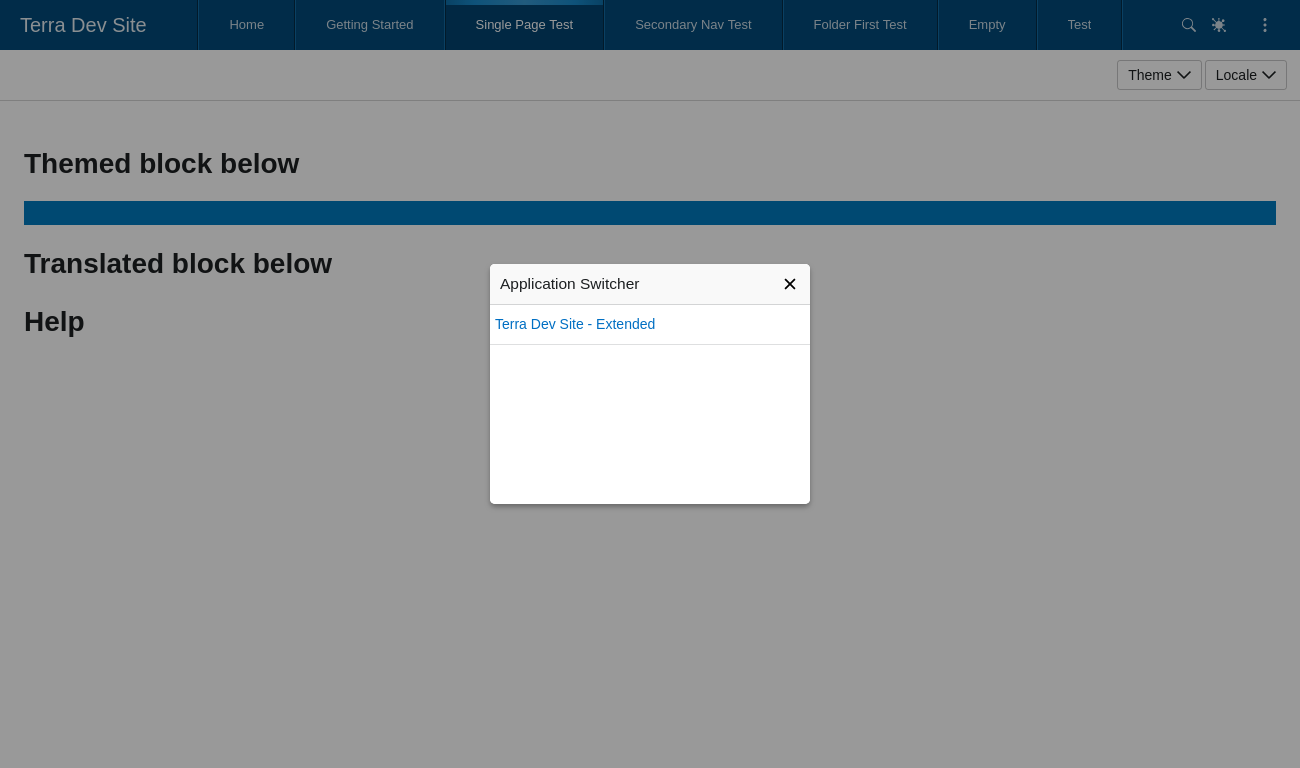 Terra Dev Site
Home
Getting Started
Single Page Test
Secondary Nav Test
Folder First Test
Empty
Test
Theme
Locale
Themed block below
Translated block below
Help
Application Switcher
Terra Dev Site - Extended